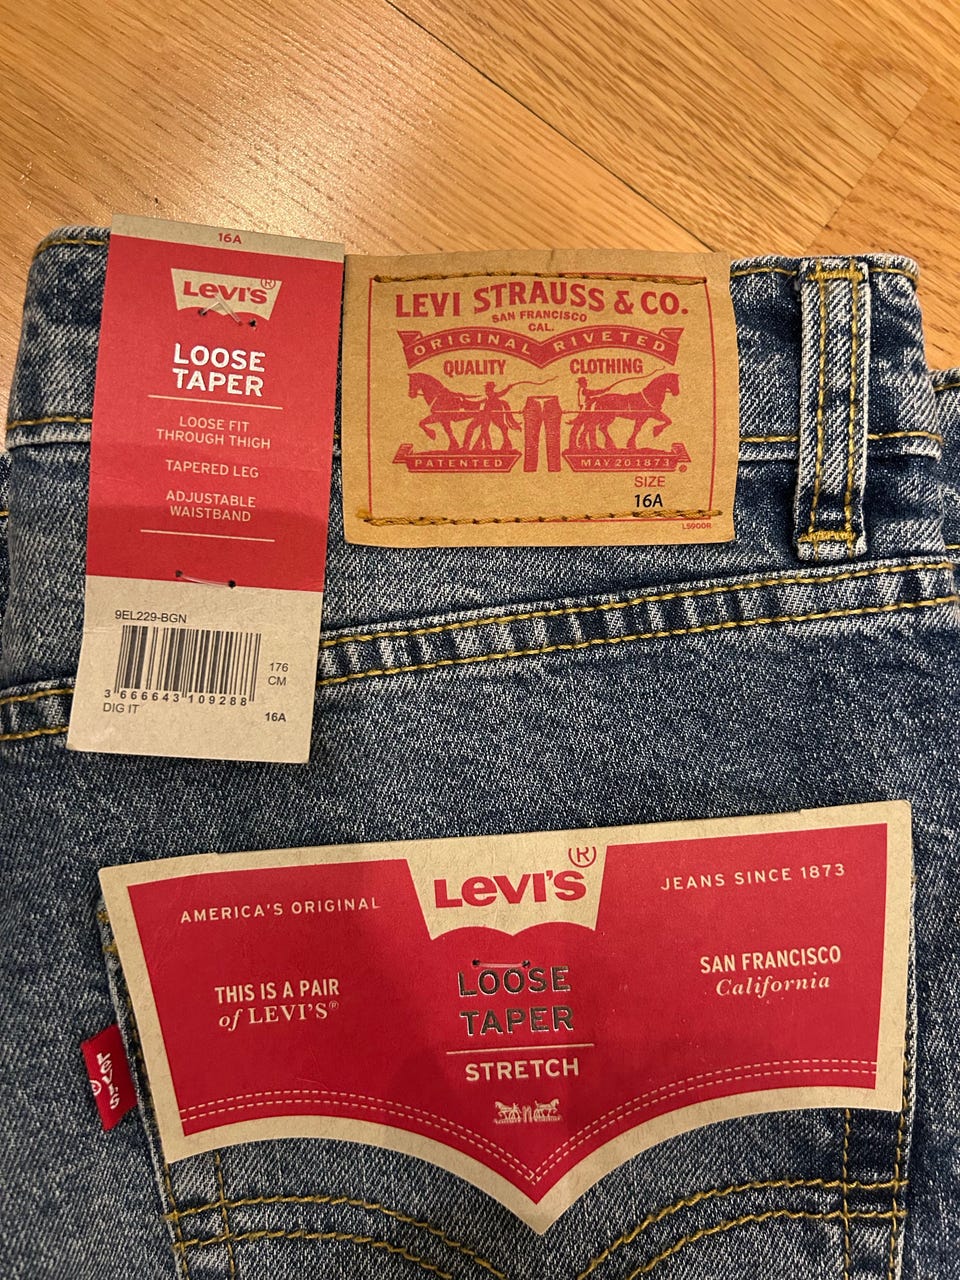 16A
Levi's®
LOOSE
TAPER
LOOSE FIT
THROUGH THIGH
TAPERED LEG
ADJUSTABLE
WAISTBAND
9EL229-BGN
176
CM
3 666643 109288
DIG IT
16A
LEVI STRAUSS & CO.
SAN FRANCISCO
CAL.
ORIGINAL RIVETED
QUALITY CLOTHING
PATENTED MAY 20 1873
SIZE
16A
LS900R
Levi's®
AMERICA'S ORIGINAL
JEANS SINCE 1873
THIS IS A PAIR
of LEVI'S®
LOOSE
TAPER
STRETCH
SAN FRANCISCO
California
Levi's®